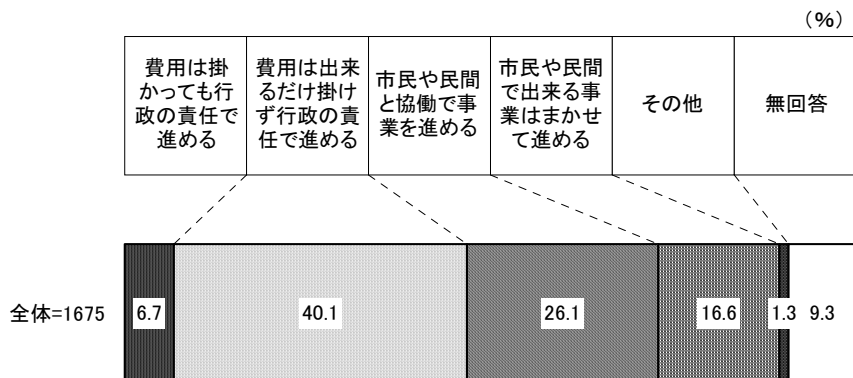 (%)
費用は掛
かっても行
政の責任で
進める
費用は出来
るだけ掛け
ず行政の責
任で進める
市民や民間
と協働で事
業を進める
市民や民間
で出来る事
業はまかせ
て進める
その他
無回答
全体=1675
6.7
40.1
26.1
16.6
1.3
9.3